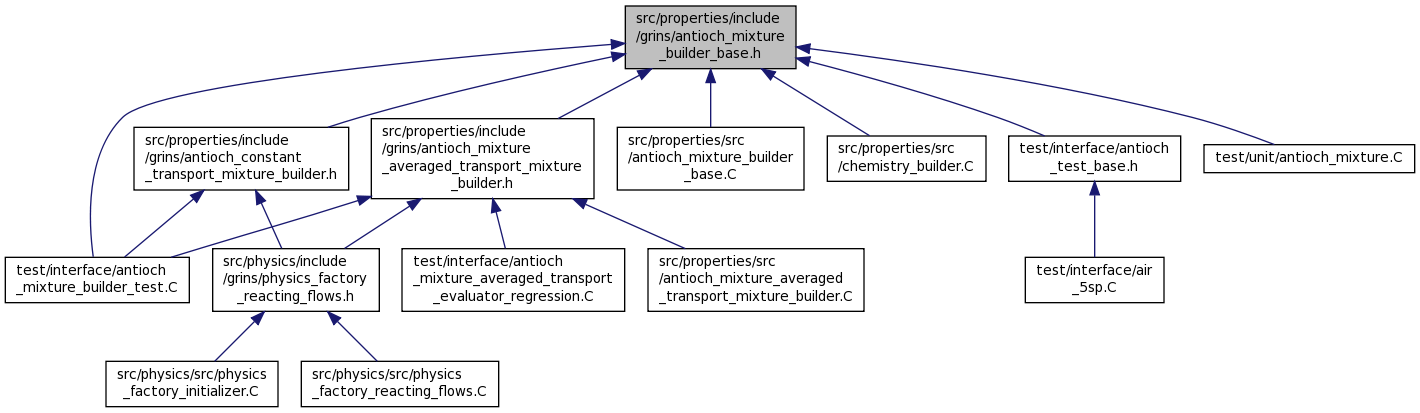 src/properties/include
/grins/antioch_mixture
_builder_base.h
src/properties/include
/grins/antioch_constant
_transport_mixture_builder.h
src/properties/include
/grins/antioch_mixture
_averaged_transport_mixture
_builder.h
src/properties/src
/antioch_mixture_builder
_base.C
src/properties/src
/chemistry_builder.C
test/interface/antioch
_test_base.h
test/unit/antioch_mixture.C
test/interface/antioch
_mixture_builder_test.C
src/physics/include
/grins/physics_factory
_reacting_flows.h
test/interface/antioch
_mixture_averaged_transport
_evaluator_regression.C
src/properties/src
/antioch_mixture_averaged
_transport_mixture_builder.C
test/interface/air
_5sp.C
src/physics/src/physics
_factory_initializer.C
src/physics/src/physics
_factory_reacting_flows.C